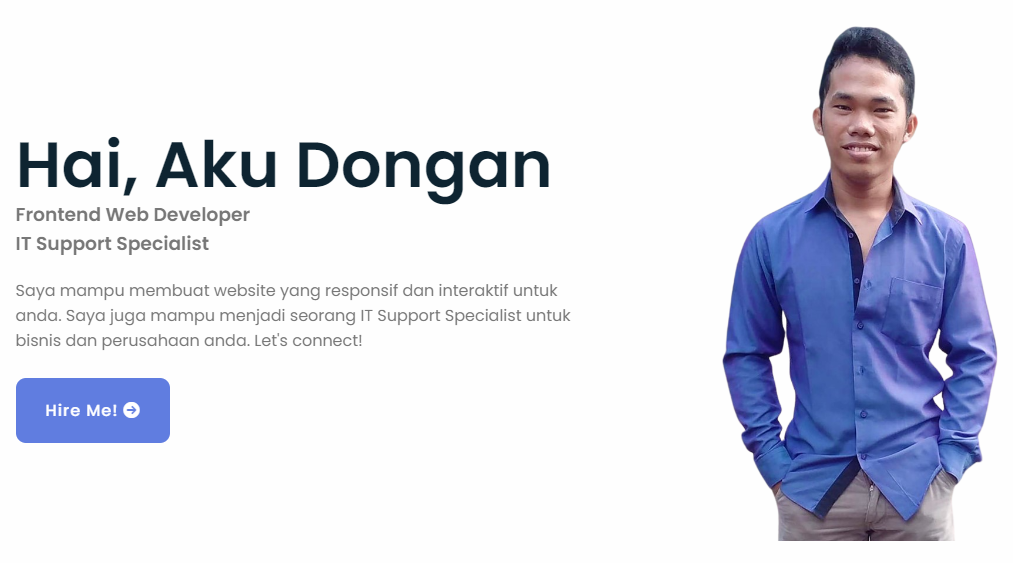 Hai, Aku Dongan
Frontend Web Developer
IT Support Specialist
Saya mampu membuat website yang responsif dan interaktif untuk
anda. Saya juga mampu menjadi seorang IT Support Specialist untuk
bisnis dan perusahaan anda. Let's connect!
Hire Me!